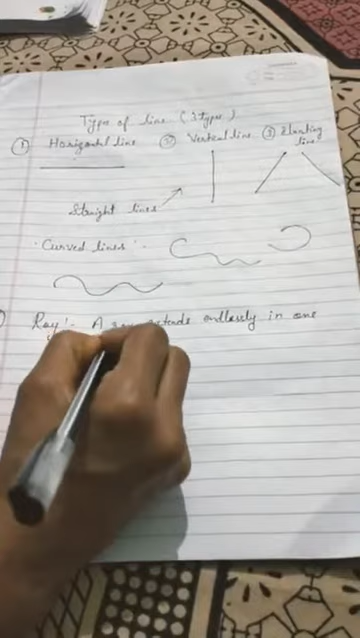 Types of line (3 types)
① Horizontal line ② Vertical line ③ Slanting line
Straight lines
Curved lines :-
Ray :- A ray extends endlessly in one